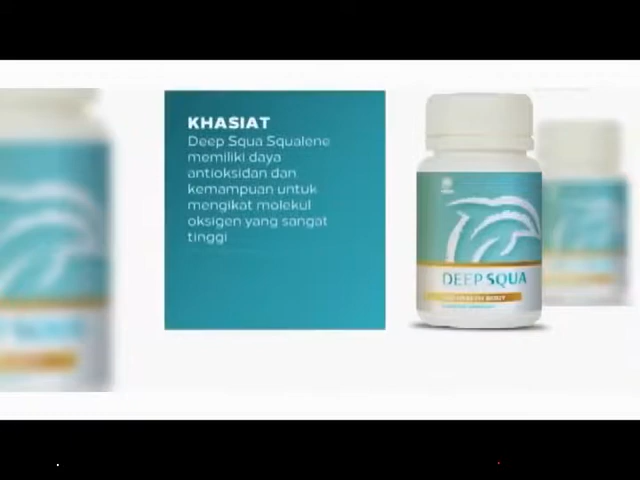 KHASIAT
Deep Squa Squalene
memiliki daya
antioksidan dan
kemampuan untuk
mengikat molekul
oksigen yang sangat
tinggi
DEEP SQUA